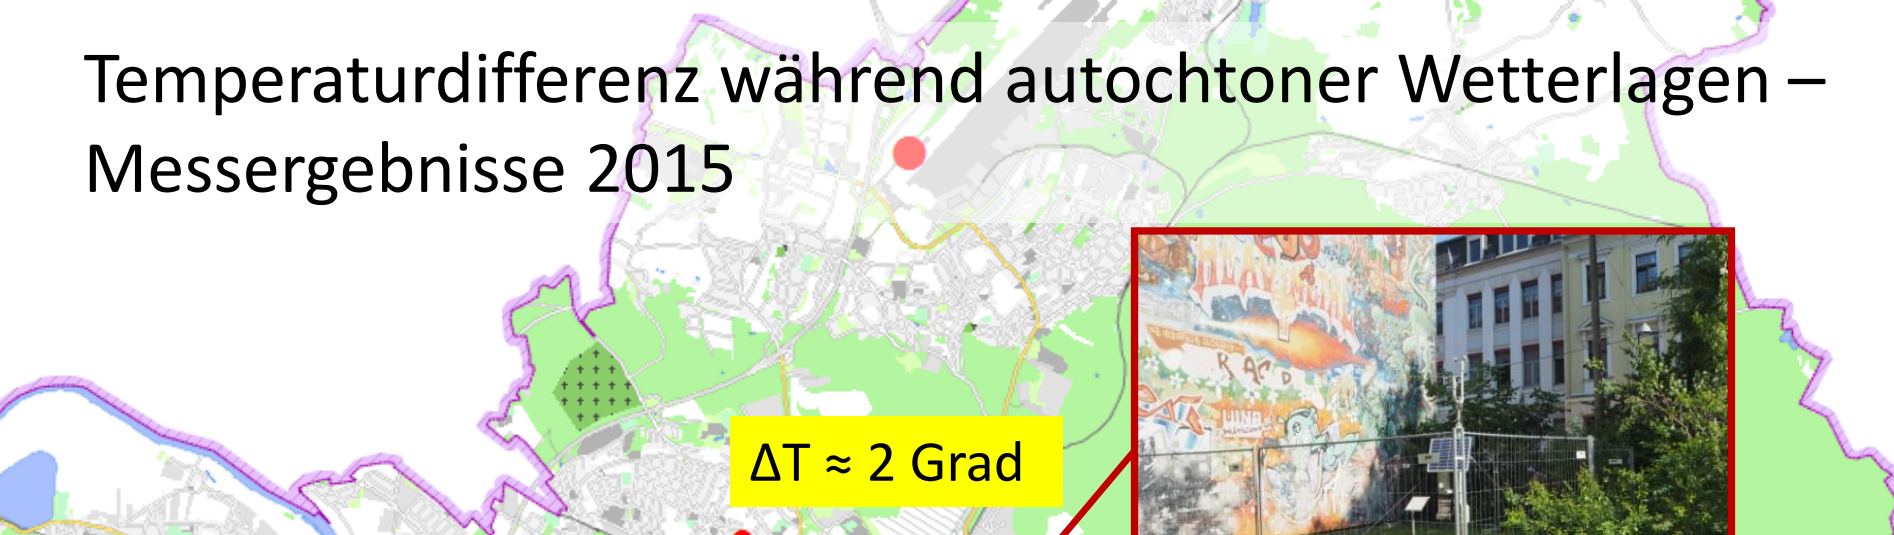 Temperaturdifferenz während autochtoner Wetterlagen –
Messergebnisse 2015
ΔT ≈ 2 Grad